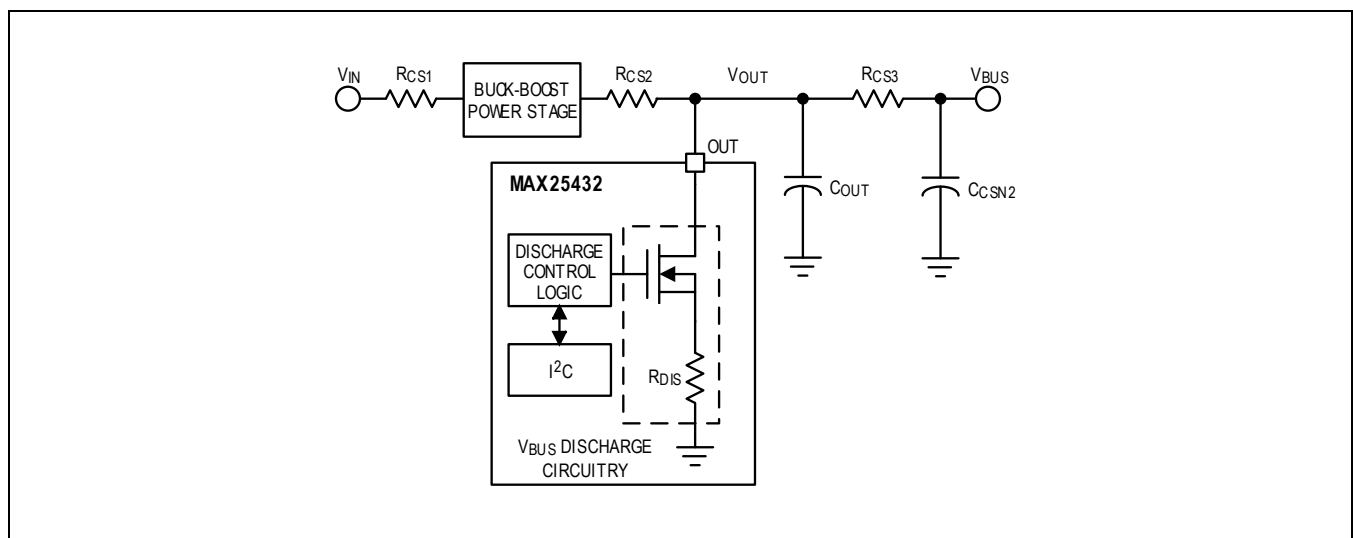 VIN
RCS1
BUCK-BOOST
POWER STAGE
RCS2
VOUT
RCS3
VBUS
OUT
MAX25432
COUT
CCSN2
DISCHARGE
CONTROL
LOGIC
I2C
RDIS
VBUS DISCHARGE
CIRCUITRY